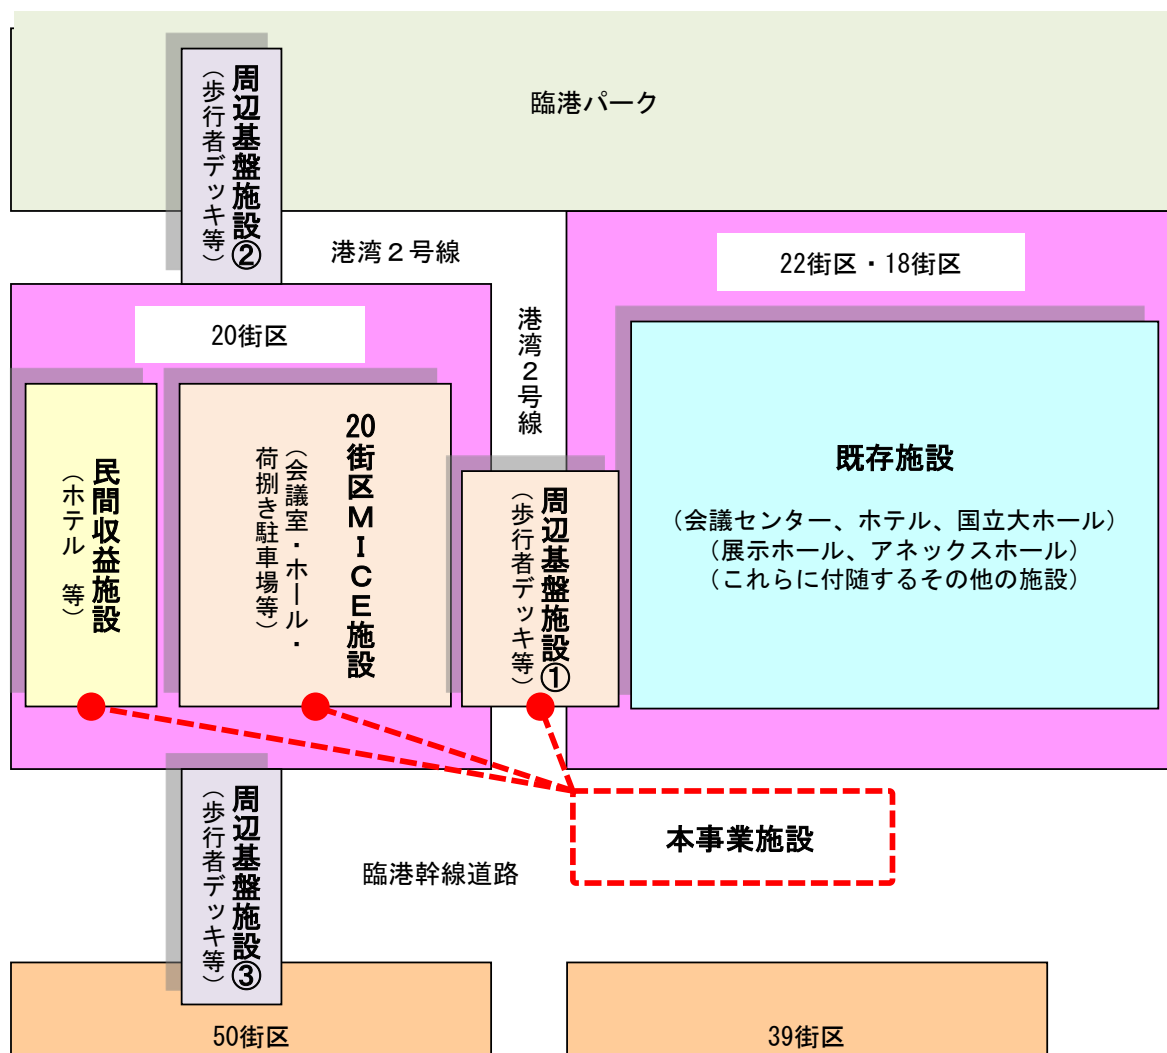 臨港パーク
周辺基盤施設②
（歩行者デッキ等）
港湾２号線
22街区・18街区
20街区
港湾２号線
民間収益施設
（ホテル 等）
20街区ＭＩＣＥ施設
（会議室・ホール・
荷捌き駐車場等）
周辺基盤施設①
（歩行者デッキ等）
既存施設
（会議センター、ホテル、国立大ホール）
（展示ホール、アネックスホール）
（これらに付随するその他の施設）
周辺基盤施設③
（歩行者デッキ等）
本事業施設
臨港幹線道路
50街区
39街区